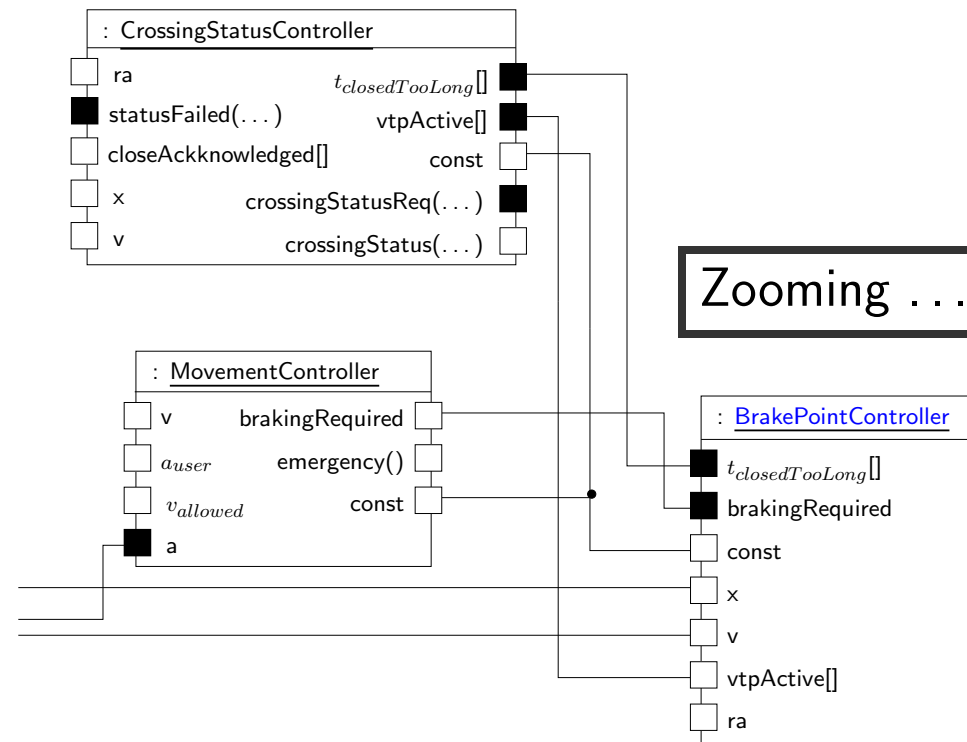 : CrossingStatusController
ra
t_closedTooLong[]
statusFailed(...)
vtpActive[]
closeAckknowledged[]
const
x
crossingStatusReq(...)
v
crossingStatus(...)
Zooming ...
: MovementController
v
brakingRequired
a_user
emergency()
v_allowed
const
a
: BrakePointController
t_closedTooLong[]
brakingRequired
const
x
v
vtpActive[]
ra